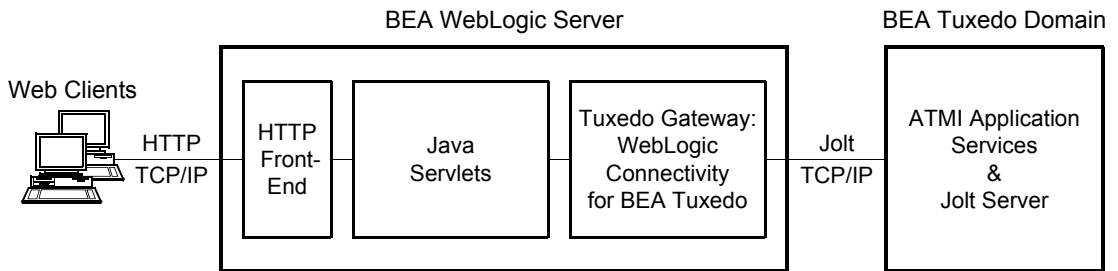 BEA WebLogic Server
BEA Tuxedo Domain
Web Clients
HTTP
TCP/IP
HTTP
Front-
End
Java
Servlets
Tuxedo Gateway:
WebLogic
Connectivity
for BEA Tuxedo
Jolt
TCP/IP
ATMI Application
Services
&
Jolt Server